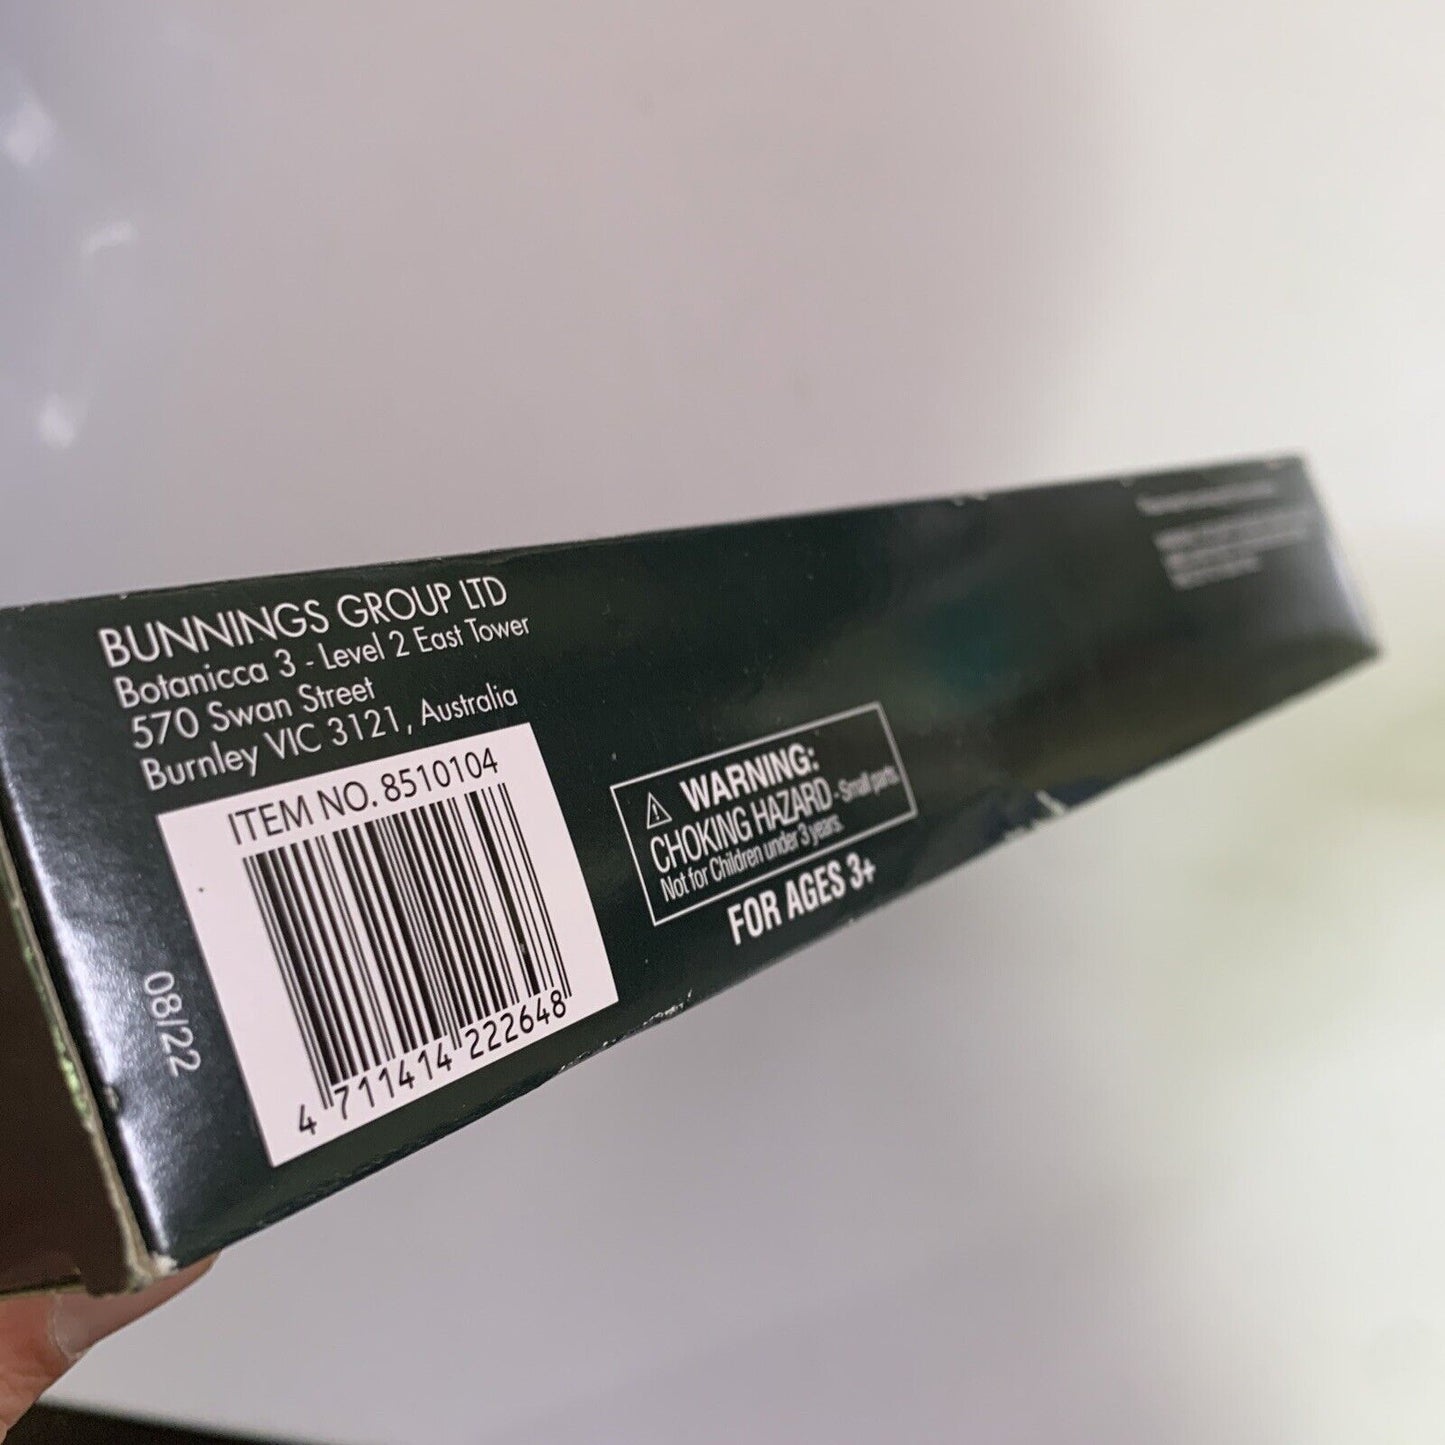 BUNNINGS GROUP LTD
Botanicca 3 - Level 2 East Tower
570 Swan Street
Burnley VIC 3121, Australia
ITEM NO. 8510104
4 711414 222648
08/22
WARNING:
CHOKING HAZARD - Small parts
Not for Children under 3 years.
FOR AGES 3+